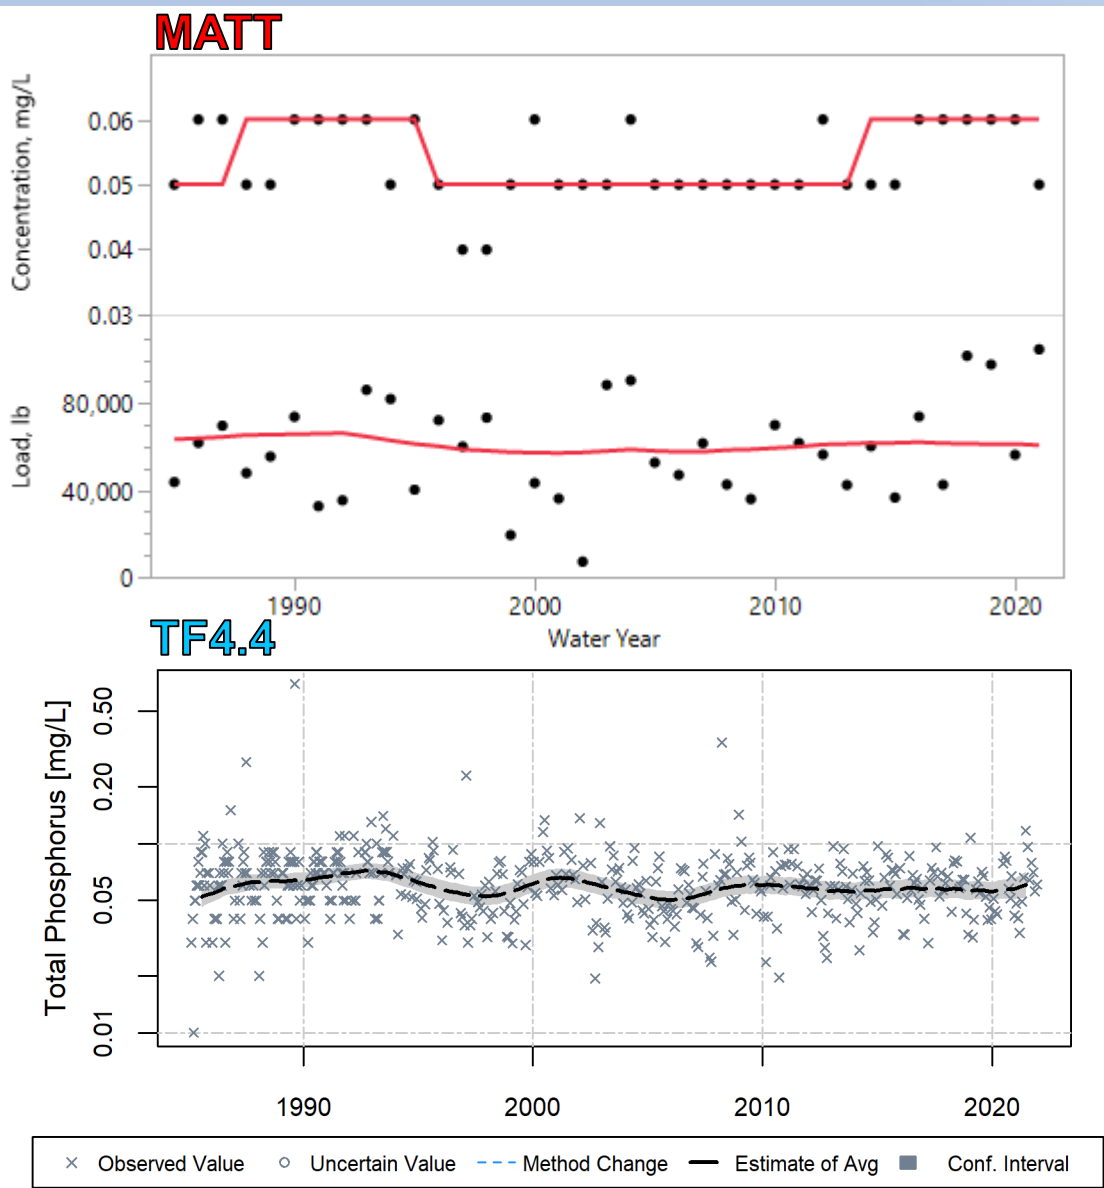 MATT
Concentration, mg/L
0.06
0.05
0.04
0.03
Load, lb
80,000
40,000
0
1990 2000 2010 2020
Water Year
TF4.4
Total Phosphorus [mg/L]
0.50
0.20
0.05
0.01
1990 2000 2010 2020
Observed Value Uncertain Value Method Change Estimate of Avg Conf. Interval